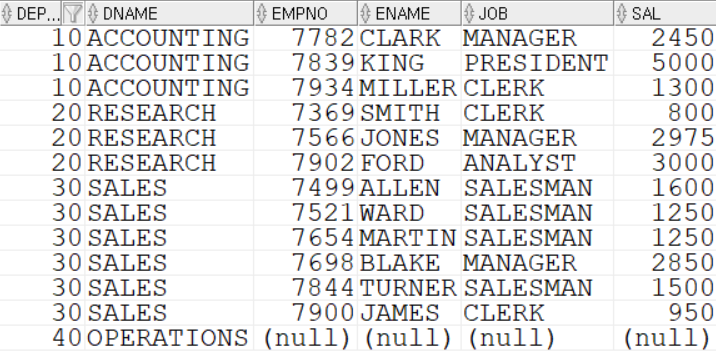 DEP... DNAME EMPNO ENAME JOB SAL
10 ACCOUNTING 7782 CLARK MANAGER 2450
10 ACCOUNTING 7839 KING PRESIDENT 5000
10 ACCOUNTING 7934 MILLER CLERK 1300
20 RESEARCH 7369 SMITH CLERK 800
20 RESEARCH 7566 JONES MANAGER 2975
20 RESEARCH 7902 FORD ANALYST 3000
30 SALES 7499 ALLEN SALESMAN 1600
30 SALES 7521 WARD SALESMAN 1250
30 SALES 7654 MARTIN SALESMAN 1250
30 SALES 7698 BLAKE MANAGER 2850
30 SALES 7844 TURNER SALESMAN 1500
30 SALES 7900 JAMES CLERK 950
40 OPERATIONS (null) (null) (null) (null)